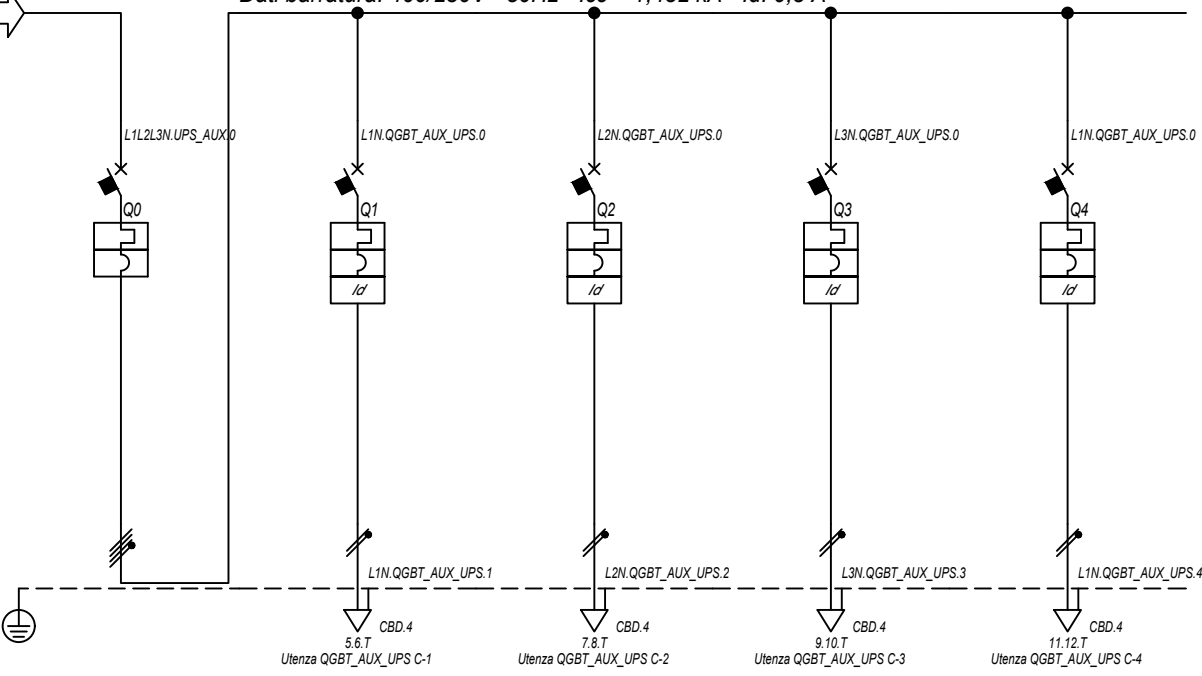 L1L2L3N.UPS_AUX.0
L1N.QGBT_AUX_UPS.0
L2N.QGBT_AUX_UPS.0
L3N.QGBT_AUX_UPS.0
L1N.QGBT_AUX_UPS.0
Q0
Q1
Q2
Q3
Q4
Id
Id
Id
Id
L1N.QGBT_AUX_UPS.1
L2N.QGBT_AUX_UPS.2
L3N.QGBT_AUX_UPS.3
L1N.QGBT_AUX_UPS.4
CBD.4
CBD.4
CBD.4
CBD.4
5.6.T
7.8.T
9.10.T
11.12.T
Utenza QGBT_AUX_UPS C-1
Utenza QGBT_AUX_UPS C-2
Utenza QGBT_AUX_UPS C-3
Utenza QGBT_AUX_UPS C-4